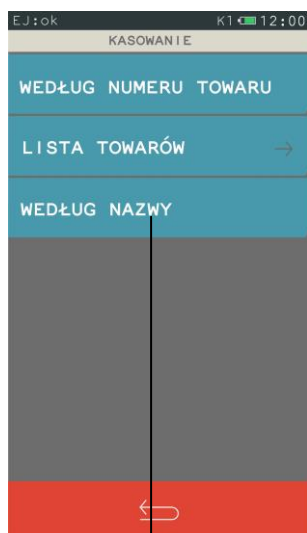 EJ:ok K1 12:00
KASOWANIE
WEDŁUG NUMERU TOWARU
LISTA TOWARÓW
WEDŁUG NAZWY